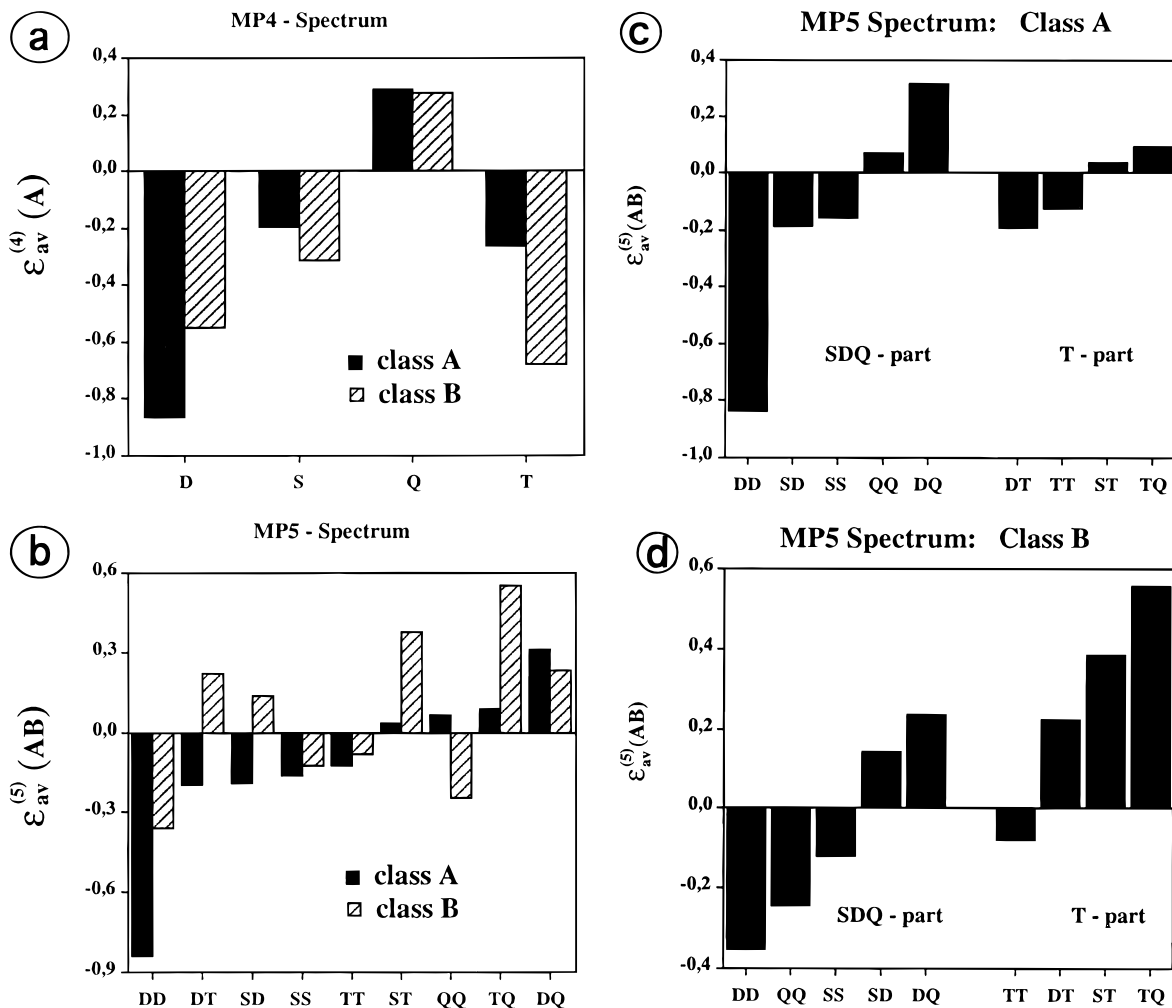 a
MP4 - Spectrum
0,4
0,2
0,0
-0,2
-0,4
-0,6
-0,8
-1,0
ε(4)av (A)
class A
class B
D S Q T
b
MP5 - Spectrum
0,6
0,3
0,0
-0,3
-0,6
-0,9
ε(5)av (AB)
class A
class B
DD DT SD SS TT ST QQ TQ DQ
c
MP5 Spectrum: Class A
0,4
0,2
0,0
-0,2
-0,4
-0,6
-0,8
-1,0
ε(5)av (AB)
SDQ - part T - part
DD SD SS QQ DQ DT TT ST TQ
d
MP5 Spectrum: Class B
0,6
0,4
0,2
0,0
-0,2
-0,4
ε(5)av (AB)
SDQ - part T - part
DD QQ SS SD DQ TT DT ST TQ